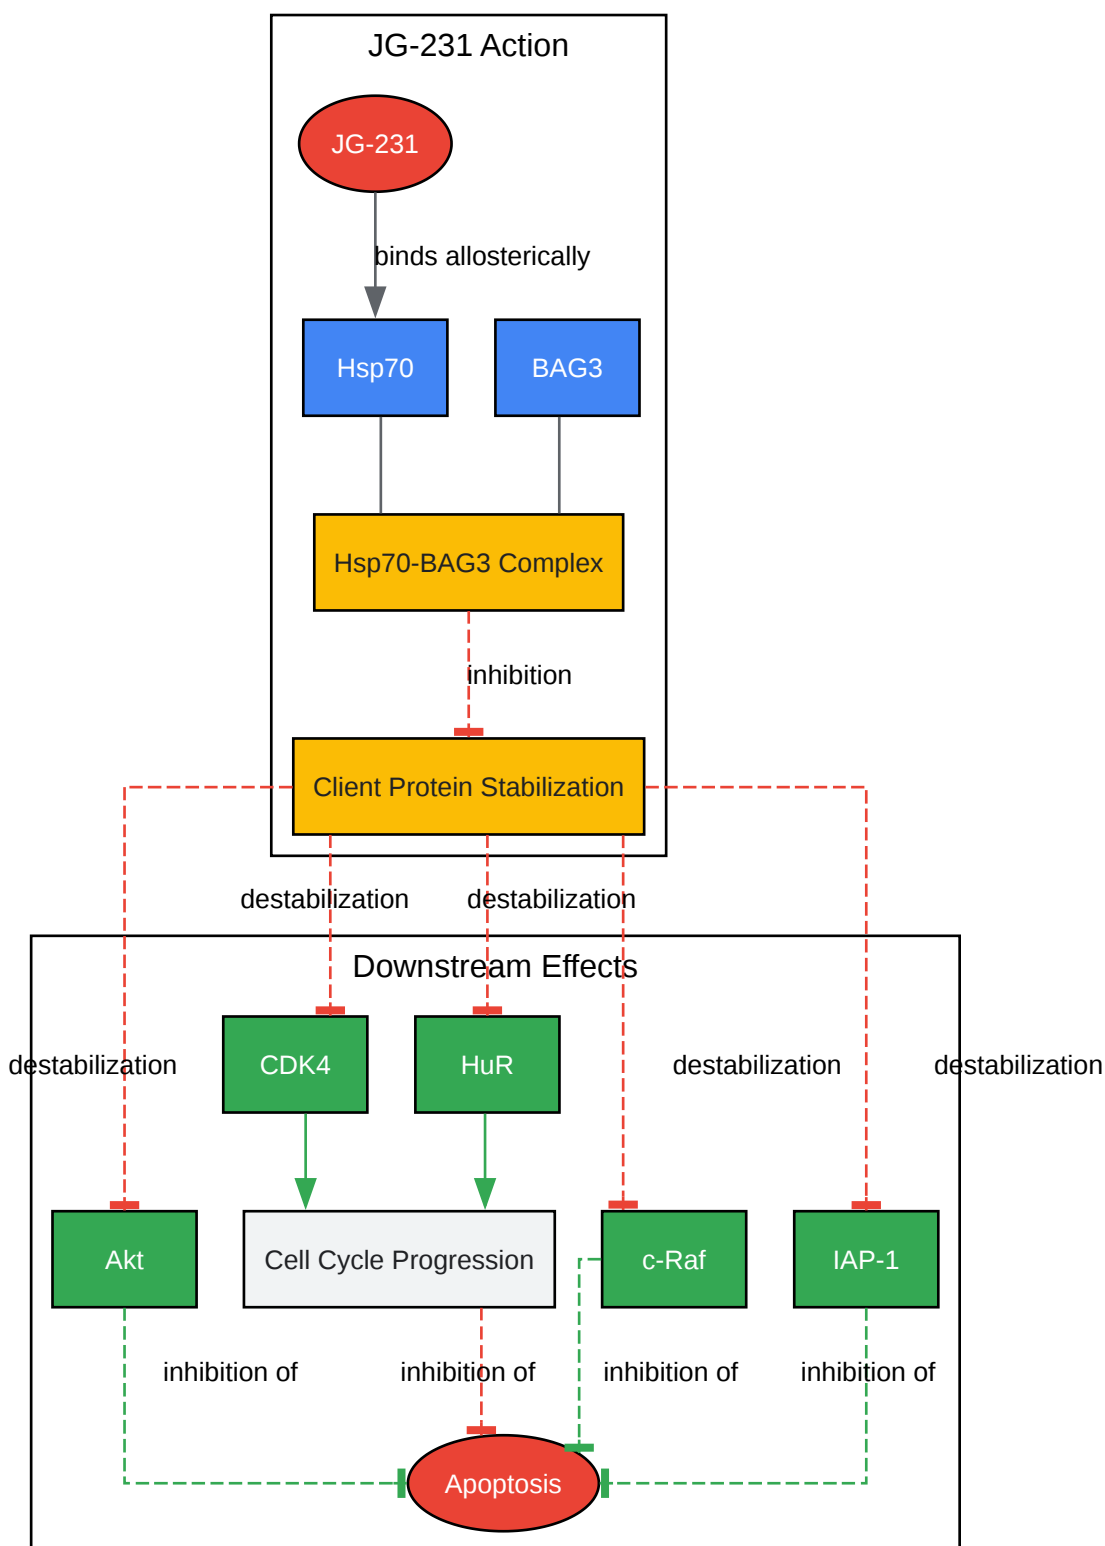 JG-231 Action
JG-231
binds allosterically
Hsp70
BAG3
Hsp70-BAG3 Complex
inhibition
Client Protein Stabilization
destabilization
destabilization
Downstream Effects
CDK4
HuR
destabilization
destabilization
destabilization
Akt
Cell Cycle Progression
c-Raf
IAP-1
inhibition of
inhibition of
inhibition of
inhibition of
Apoptosis